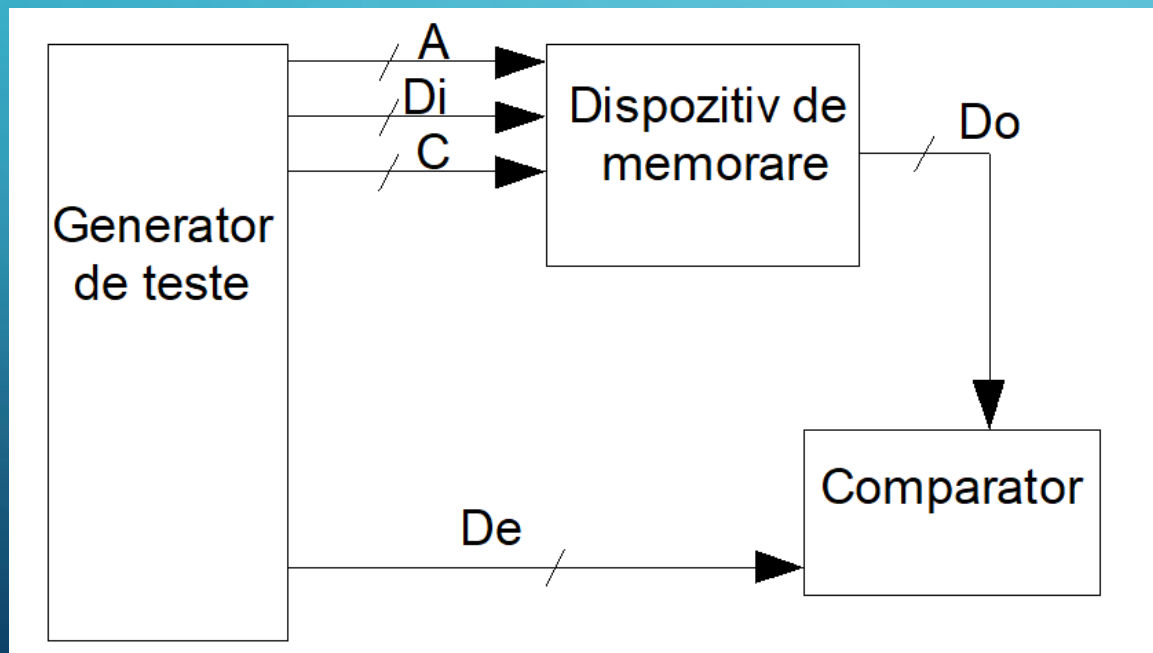 A
Di
C
Dispozitiv de
memorare
Do
Generator
de teste
Comparator
De